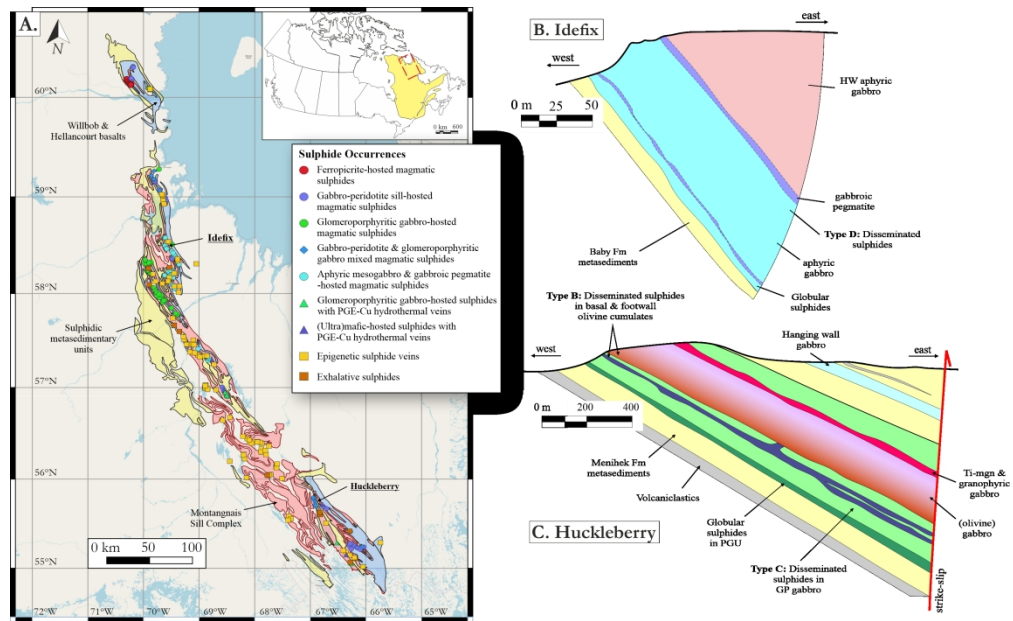 A.
N
60°N
59°N
58°N
57°N
56°N
55°N
72°W
71°W
70°W
69°W
68°W
67°W
66°W
65°W
Willbob &
Hellancourt basalts
Idefix
Sulphidic
metasedimentary
units
Huckleberry
Montangnais
Sill Complex
0 km 50 100
0 km 600
Sulphide Occurrences
Ferropicrite-hosted magmatic
sulphides
Gabbro-peridotite sill-hosted
magmatic sulphides
Glomeroporphyritic gabbro-hosted
magmatic sulphides
Gabbro-peridotite & glomeroporphyritic
gabbro mixed magmatic sulphides
Aphyric mesogabbro & gabbroic pegmatite
-hosted magmatic sulphides
Glomeroporphyritic gabbro-hosted sulphides
with PGE-Cu hydrothermal veins
(Ultra)mafic-hosted sulphides with
PGE-Cu hydrothermal veins
Epigenetic sulphide veins
Exhalative sulphides
B. Idefix
east
west
0 m 25 50
HW aphyric
gabbro
gabbroic
pegmatite
Type D: Disseminated
sulphides
aphyric
gabbro
Globular
sulphides
Baby Fm
metasediments
Type B: Disseminated sulphides
in basal & footwall
olivine cumulates
west
Hanging wall
gabbro
east
0 m 200 400
Menihek Fm
metasediments
Volcaniclastics
Globular
sulphides
in PGU
Type C: Disseminated
sulphides in
GP gabbro
Ti-mgn &
granophyric
gabbro
(olivine)
gabbro
strike-slip
C. Huckleberry